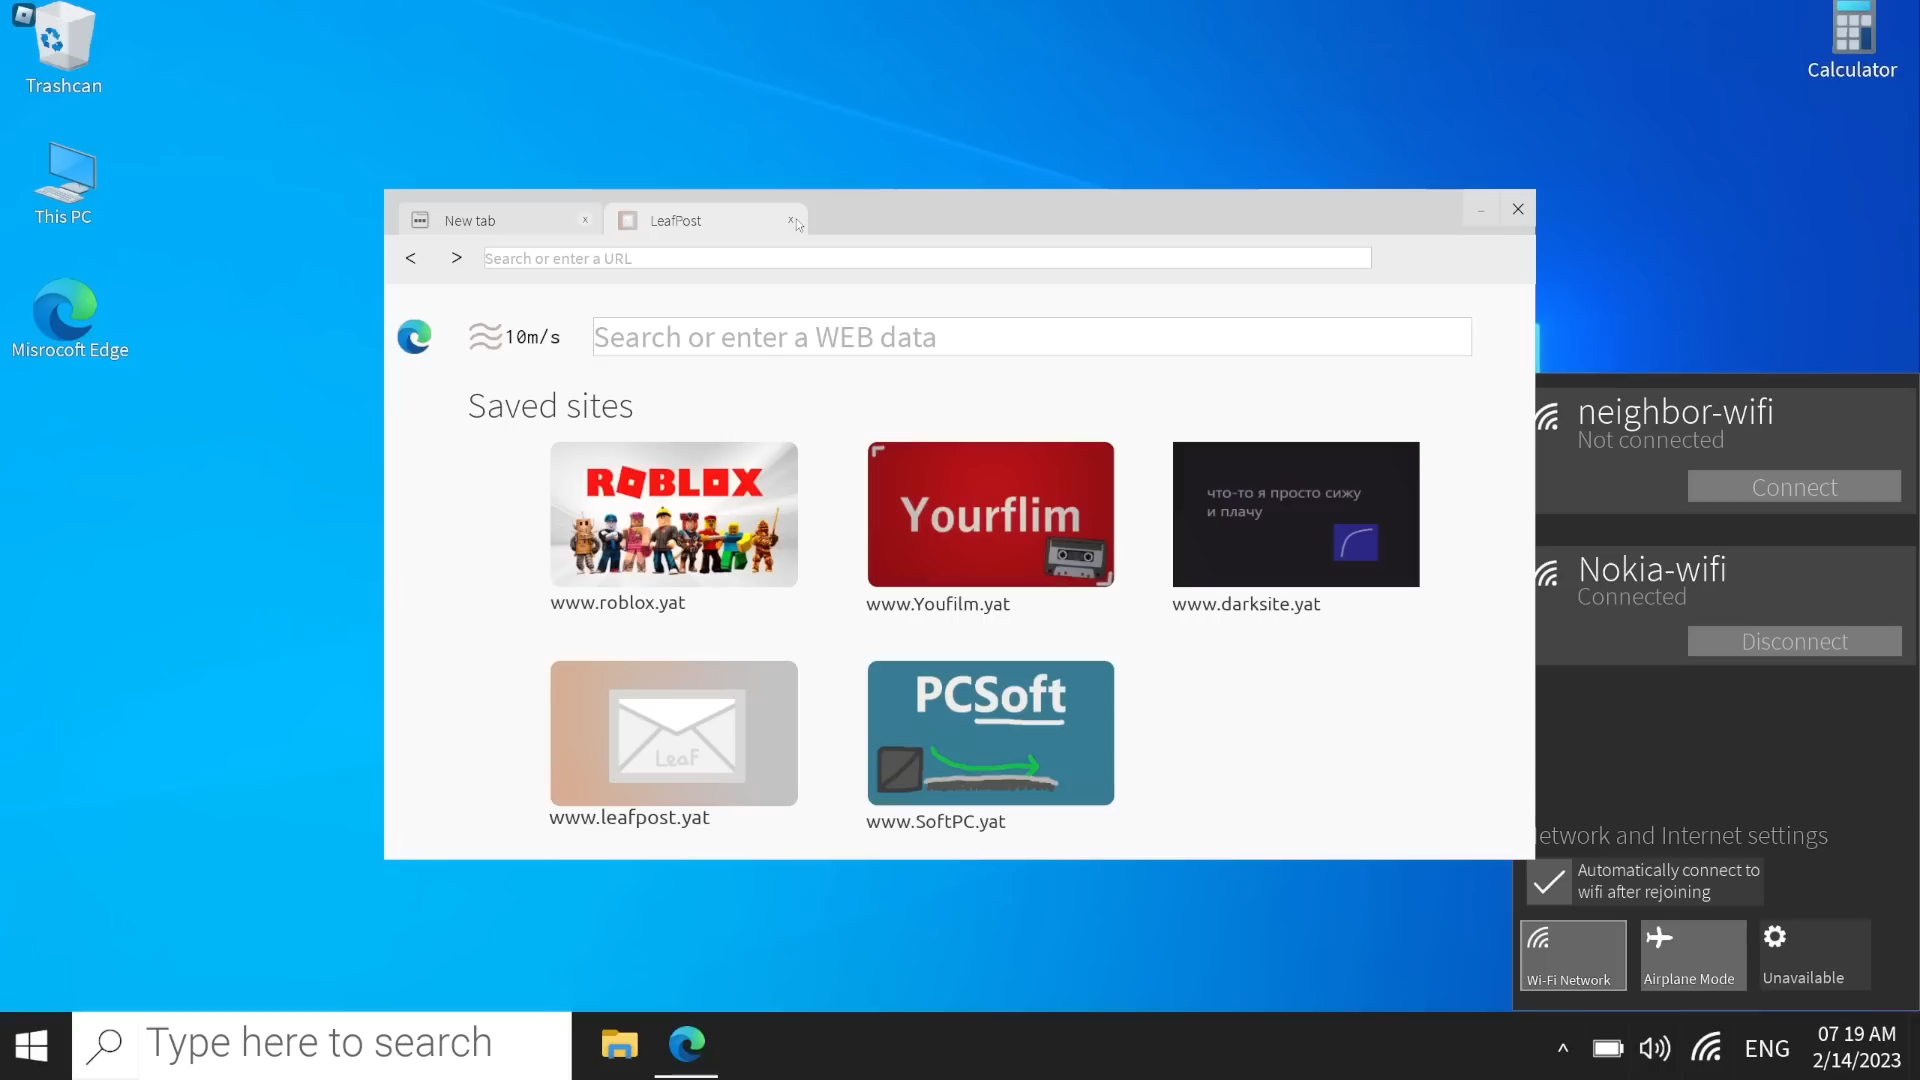 Trashcan
This PC
Misrocoft Edge
Calculator
New tab
x
LeafPost
x
Search or enter a URL
10m/s
Search or enter a WEB data
Saved sites
ROBLOX
www.roblox.yat
Yourflim
www.Youfilm.yat
что-то я просто сижу
и плачу
www.darksite.yat
Leaf
www.leafpost.yat
PCSoft
www.SoftPC.yat
neighbor-wifi
Not connected
Connect
Nokia-wifi
Connected
Disconnect
etwork and Internet settings
Automatically connect to
wifi after rejoining
Wi-Fi Network
Airplane Mode
Unavailable
Type here to search
ENG
07 19 AM
2/14/2023